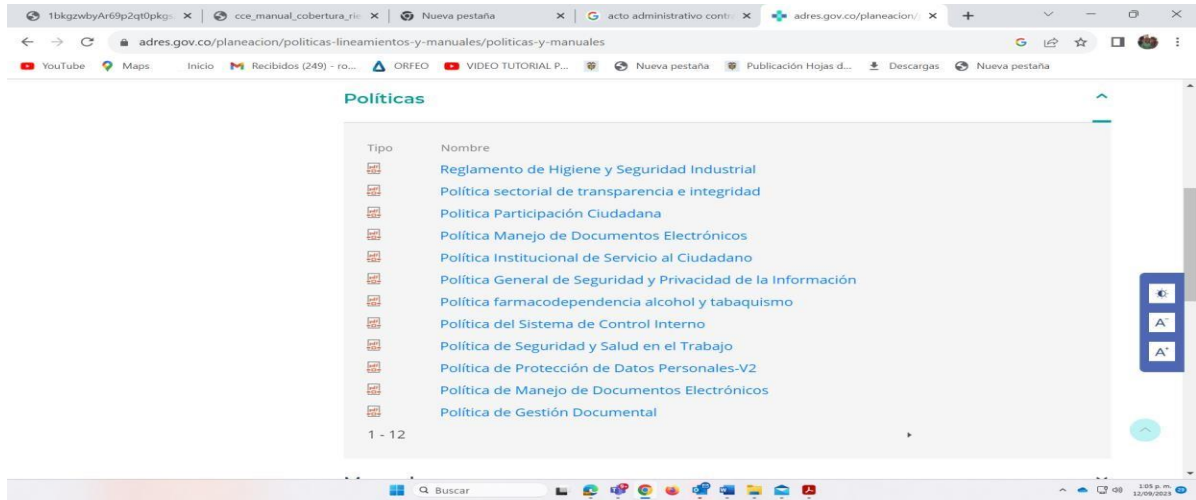 1bkgzwbyAr69p2qt0pkgs
cce_manual_cobertura_rie
Nueva pestaña
acto administrativo contr
adres.gov.co/planeacion/
adres.gov.co/planeacion/politicas-lineamientos-y-manuales/politicas-y-manuales
YouTube
Maps
Inicio
Recibidos (249) - ro...
ORFEO
VIDEO TUTORIAL P...
Nueva pestaña
Publicación Hojas d...
Descargas
Nueva pestaña
Políticas
Tipo Nombre
Reglamento de Higiene y Seguridad Industrial
Política sectorial de transparencia e integridad
Politica Participación Ciudadana
Política Manejo de Documentos Electrónicos
Política Institucional de Servicio al Ciudadano
Política General de Seguridad y Privacidad de la Información
Política farmacodependencia alcohol y tabaquismo
Política del Sistema de Control Interno
Política de Seguridad y Salud en el Trabajo
Política de Protección de Datos Personales-V2
Política de Manejo de Documentos Electrónicos
Política de Gestión Documental
1 - 12
A-
A+
Buscar
1:05 p. m.
12/09/2023